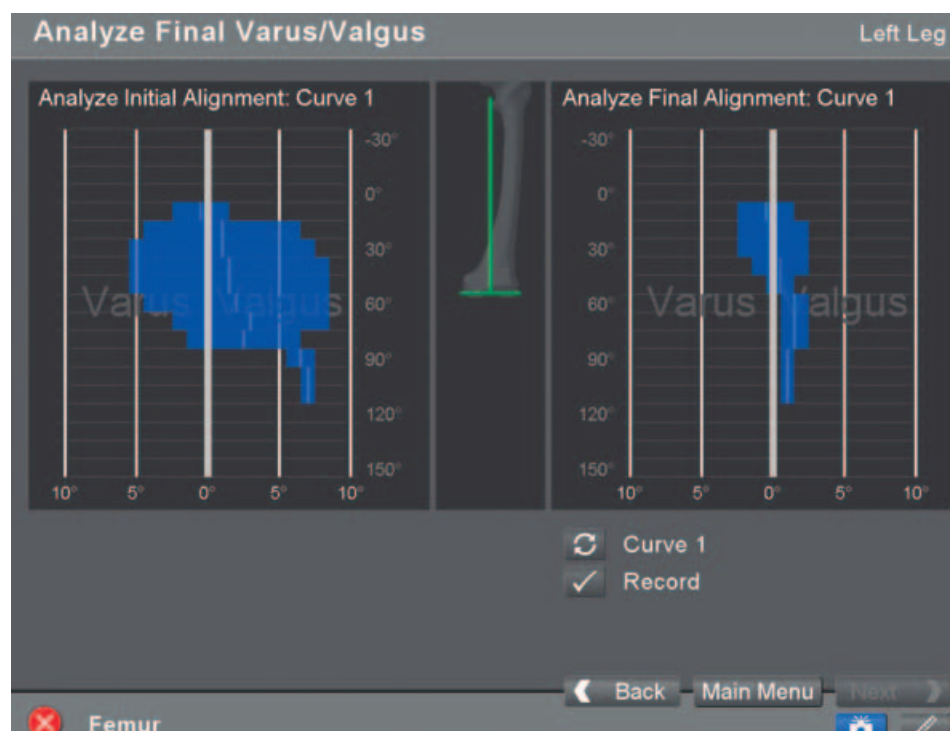 Analyze Final Varus/Valgus
Left Leg
Analyze Initial Alignment: Curve 1
-30°
0°
30°
60°
90°
120°
150°
Varus Valgus
10° 5° 0° 5° 10°
Analyze Final Alignment: Curve 1
-30°
0°
30°
60°
90°
120°
150°
Varus Valgus
10° 5° 0° 5° 10°
Curve 1
Record
Back
Main Menu
Next
Femur